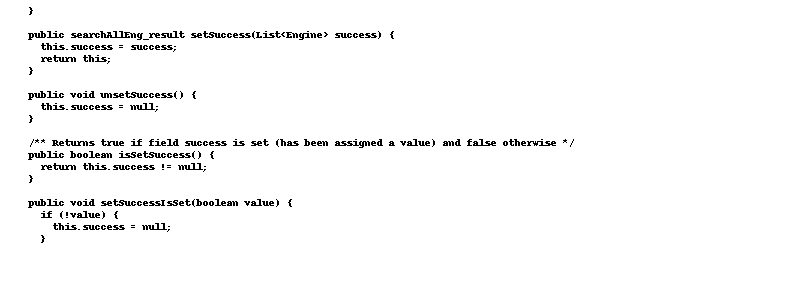 }
public searchAllEng_result setSuccess(List<Engine> success) {
this.success = success;
return this;
}
public void unsetSuccess() {
this.success = null;
}
/** Returns true if field success is set (has been assigned a value) and false otherwise */
public boolean isSetSuccess() {
return this.success != null;
}
public void setSuccessIsSet(boolean value) {
if (!value) {
this.success = null;
}